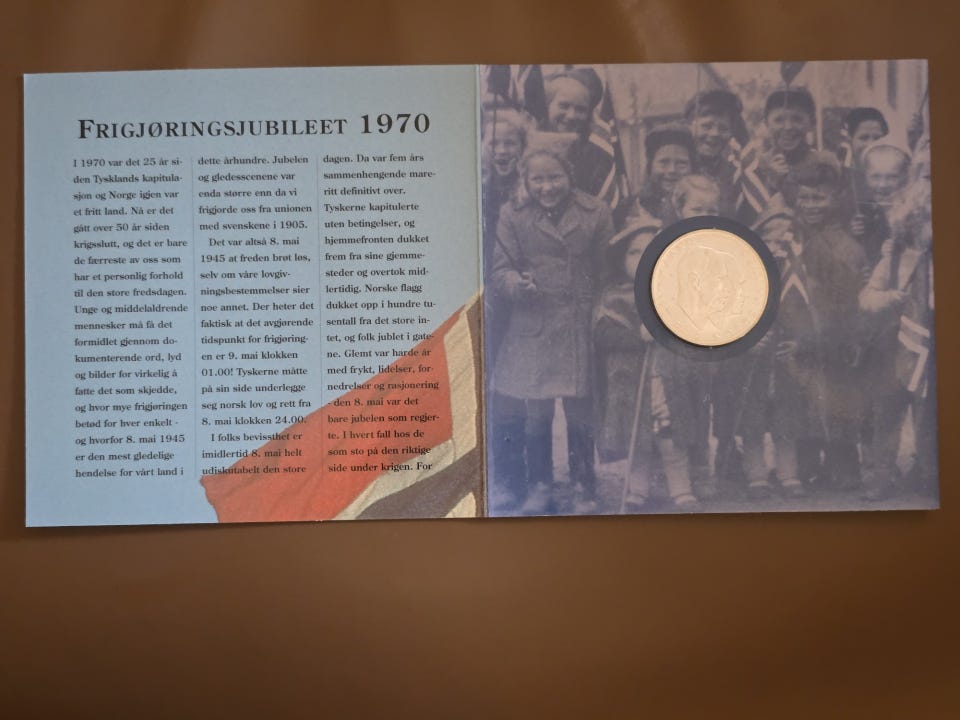 FRIGJØRINGSJUBILEET 1970
I 1970 var det 25 år si-
den Tysklands kapitula-
sjon og Norge igjen var
et fritt land. Nå er det
gått over 50 år siden
krigsslutt, og det er bare
de færreste av oss som
har et personlig forhold
til den store fredsdagen.
Unge og middelaldrende
mennesker må få det
formidlet gjennom do-
kumenterende ord, lyd
og bilder for virkelig å
fatte det som skjedde,
og hvor mye frigjøringen
betød for hver enkelt -
og hvorfor 8. mai 1945
er den mest gledelige
hendelse for vårt land i
dette århundre. Jubelen
og gledesscenene var
enda større enn da vi
frigjorde oss fra unionen
med svenskene i 1905.
Det var altså 8. mai
1945 at freden brøt løs,
selv om våre lovgiv-
ningsbestemmelser sier
noe annet. Der heter det
faktisk at det avgjørende
tidspunkt for frigjøring-
en er 9. mai klokken
01.00! Tyskerne måtte
på sin side underlegge
seg norsk lov og rett fra
8. mai klokken 24.00.
I folks bevissthet er
imidlertid 8. mai helt
udiskutabelt den store
dagen. Da var fem års
sammenhengende mare-
ritt definitivt over.
Tyskerne kapitulerte
uten betingelser, og
hjemmefronten dukket
frem fra sine gjemme-
steder og overtok mid-
lertidig. Norske flagg
dukket opp i hundre tu-
sentall fra det store in-
tet, og folk jublet i gate-
ne. Glemt var harde år
med frykt, lidelser, for-
nedrelser og rasjonering
- den 8. mai var det
bare jubelen som regjer-
te. I hvert fall hos de
som sto på den riktige
side under krigen. For